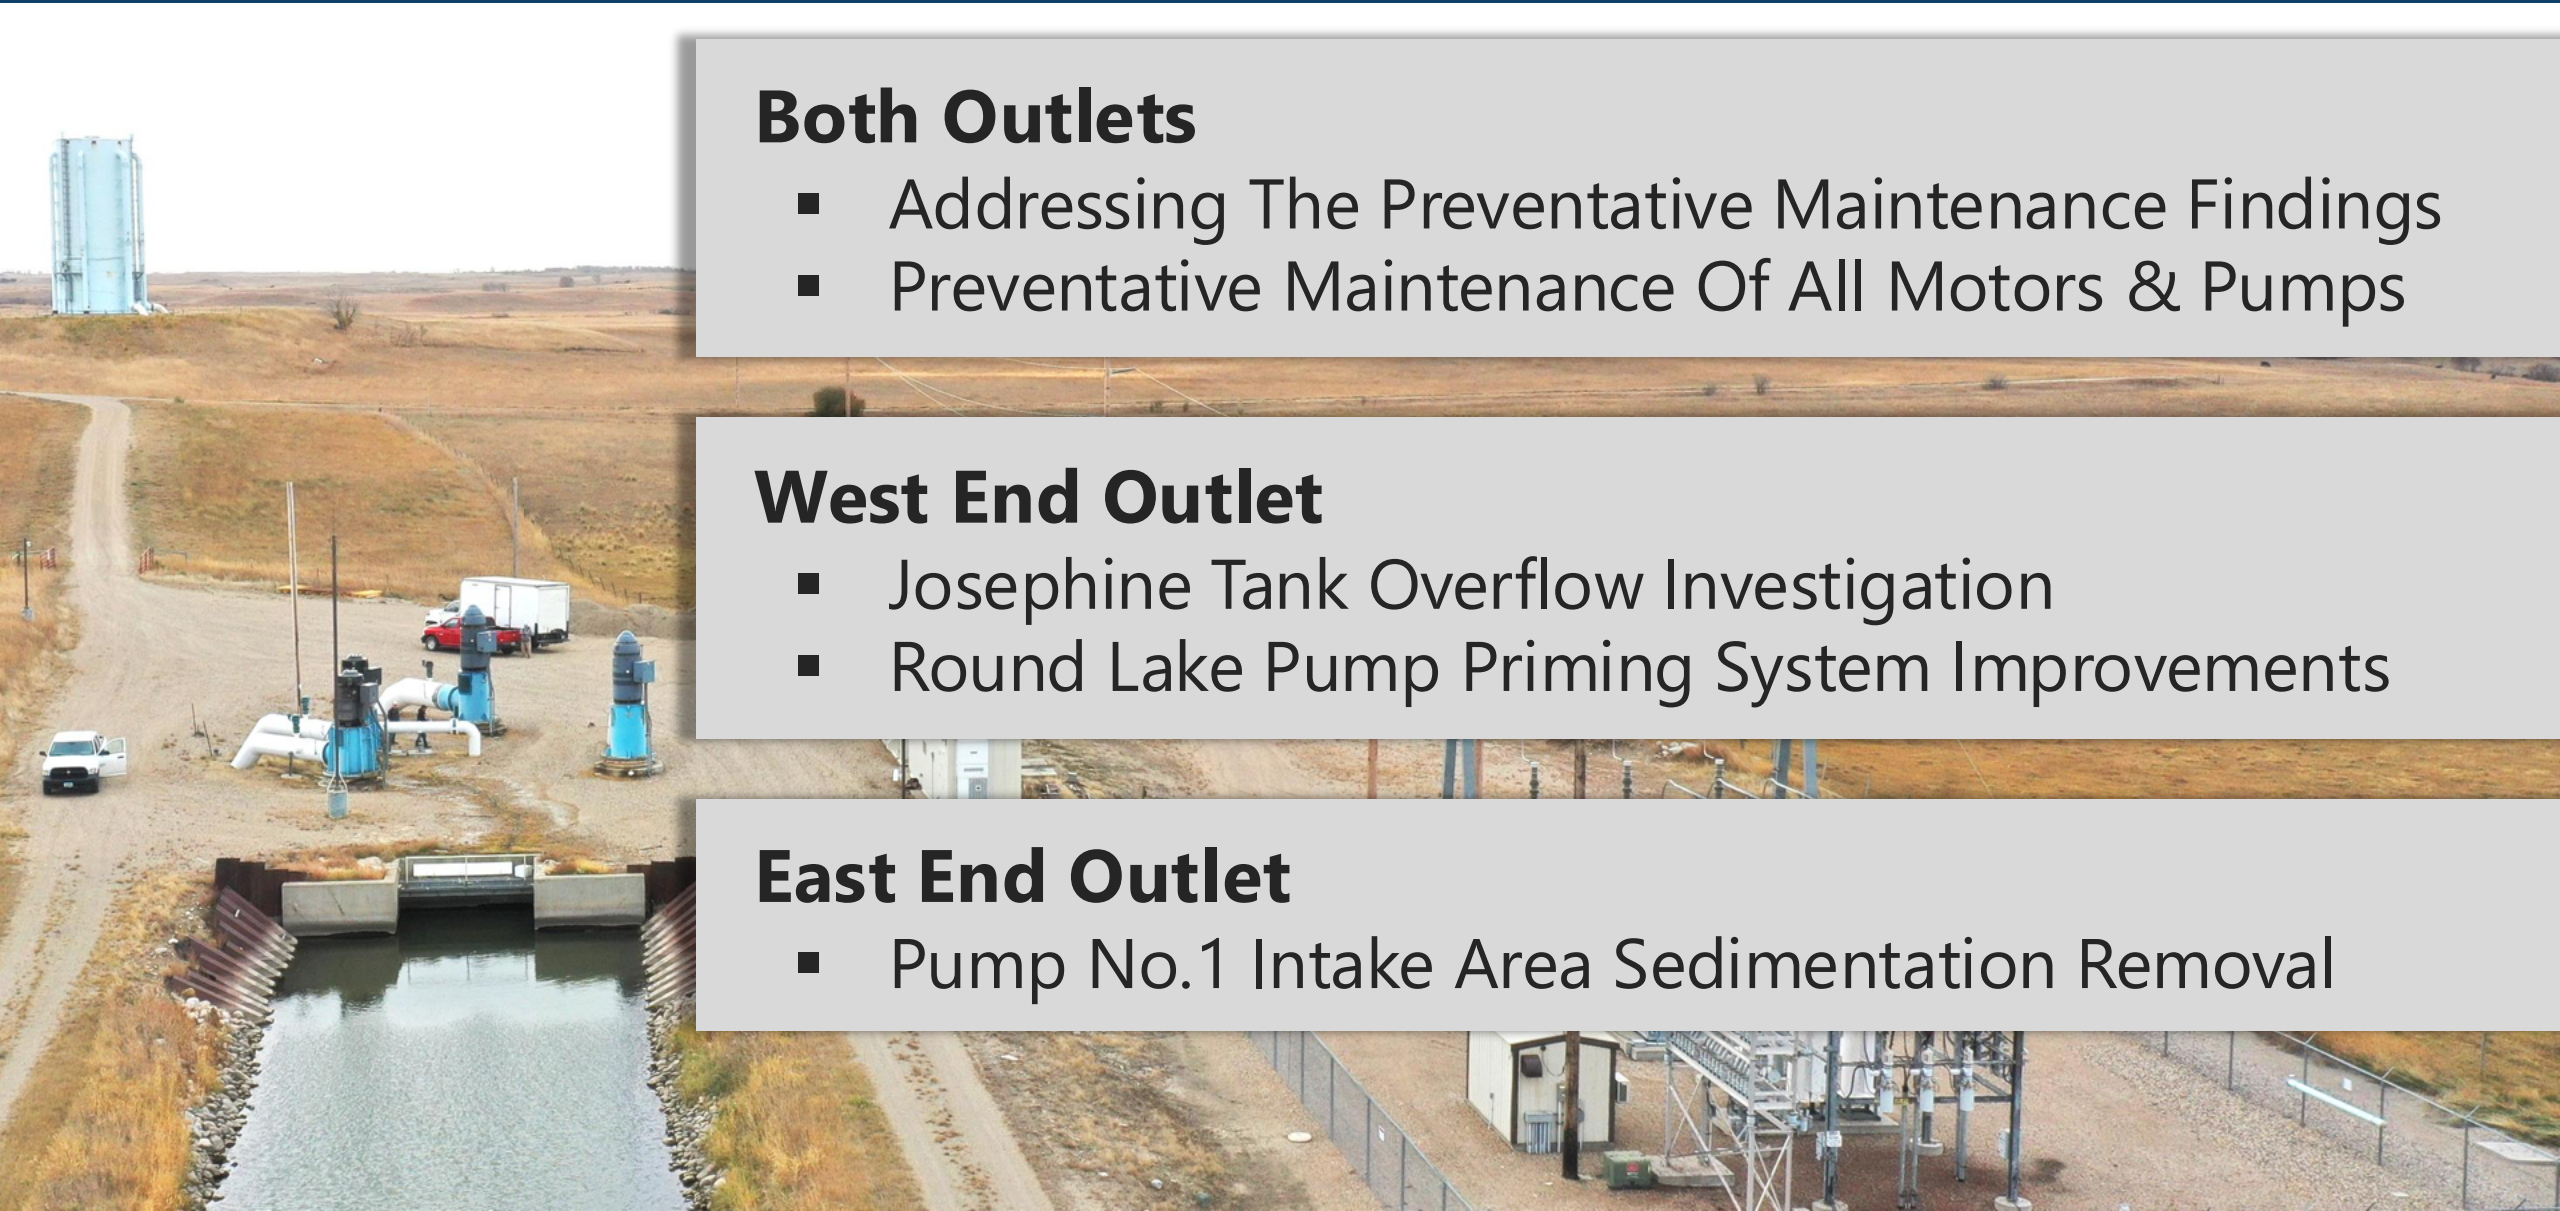 Both Outlets
▪ Addressing The Preventative Maintenance Findings
▪ Preventative Maintenance Of All Motors & Pumps
West End Outlet
▪ Josephine Tank Overflow Investigation
▪ Round Lake Pump Priming System Improvements
East End Outlet
▪ Pump No.1 Intake Area Sedimentation Removal